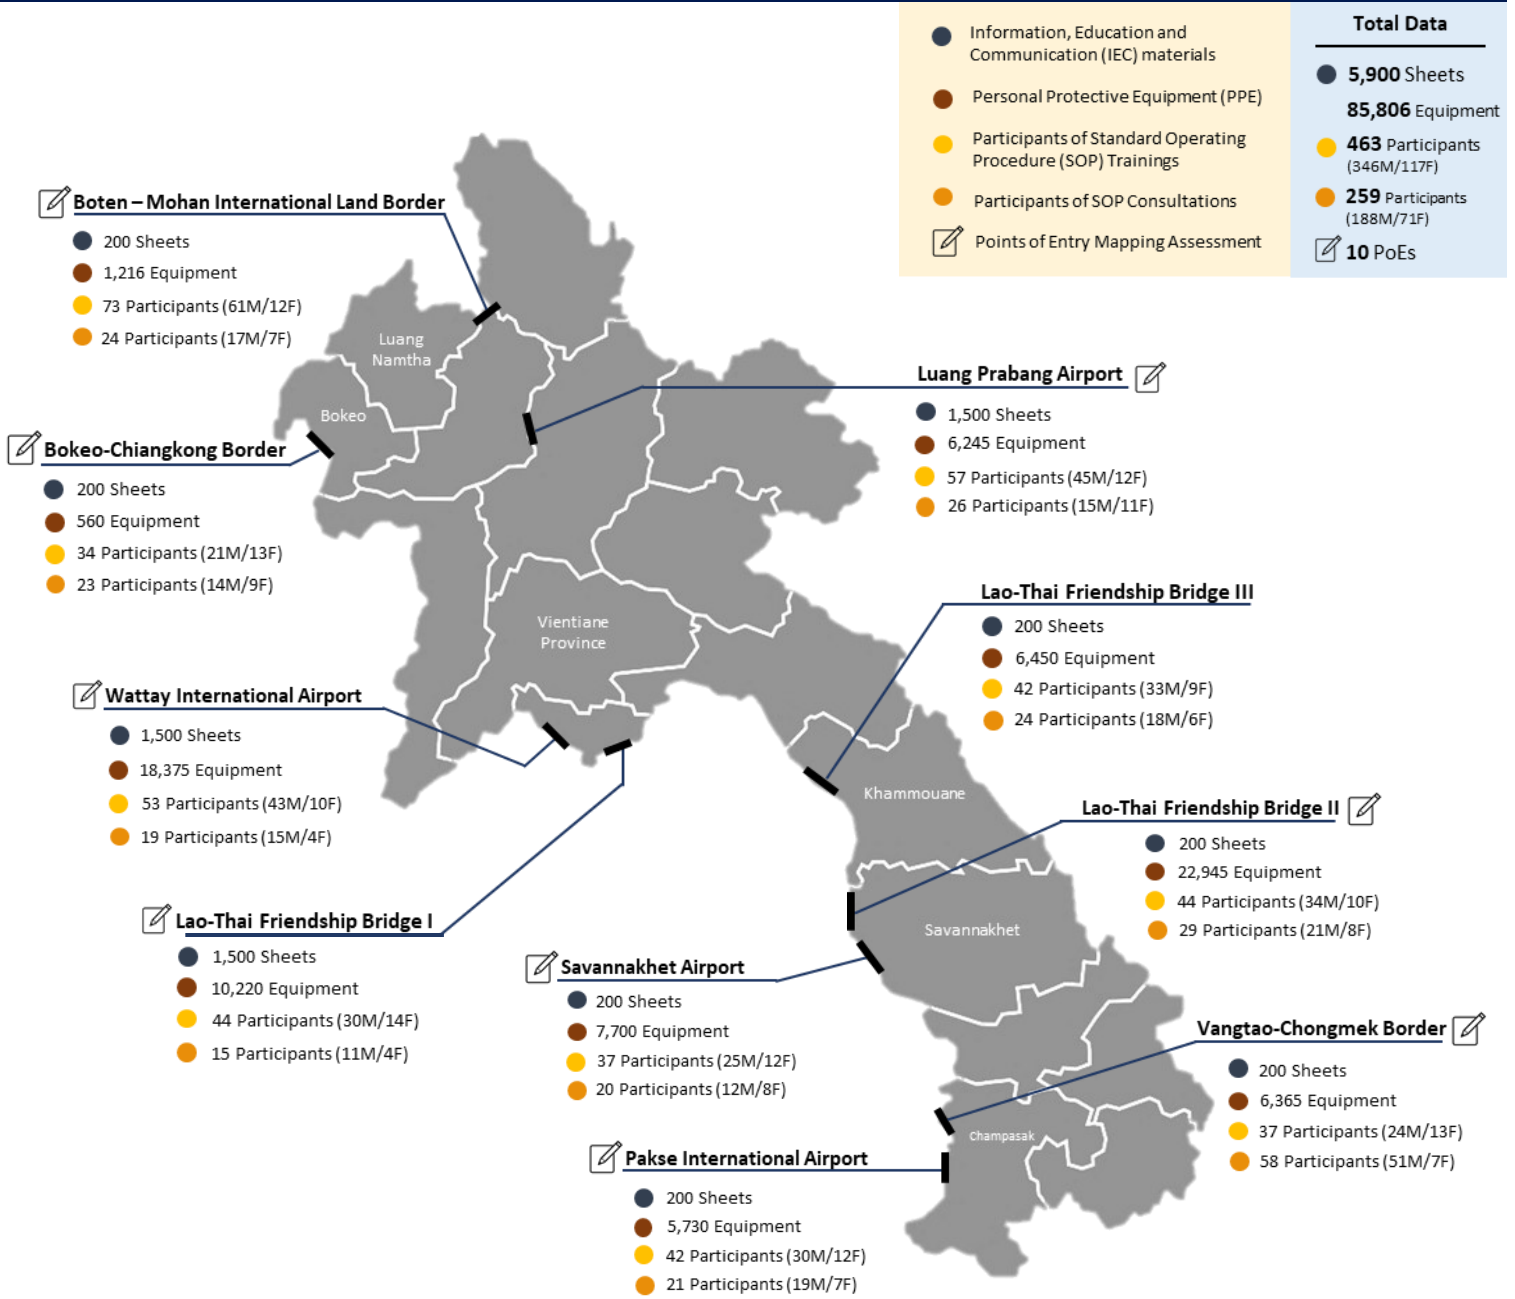 Information, Education and
Communication (IEC) materials
Personal Protective Equipment (PPE)
Participants of Standard Operating
Procedure (SOP) Trainings
Participants of SOP Consultations
Points of Entry Mapping Assessment
Total Data
5,900 Sheets
85,806 Equipment
463 Participants
(346M/117F)
259 Participants
(188M/71F)
10 PoEs
Boten – Mohan International Land Border
200 Sheets
1,216 Equipment
73 Participants (61M/12F)
24 Participants (17M/7F)
Luang
Namtha
Bokeo
Luang Prabang Airport
1,500 Sheets
6,245 Equipment
57 Participants (45M/12F)
26 Participants (15M/11F)
Bokeo-Chiangkong Border
200 Sheets
560 Equipment
34 Participants (21M/13F)
23 Participants (14M/9F)
Vientiane
Province
Lao-Thai Friendship Bridge III
200 Sheets
6,450 Equipment
42 Participants (33M/9F)
24 Participants (18M/6F)
Wattay International Airport
1,500 Sheets
18,375 Equipment
53 Participants (43M/10F)
19 Participants (15M/4F)
Khammouane
Lao-Thai Friendship Bridge II
200 Sheets
22,945 Equipment
44 Participants (34M/10F)
29 Participants (21M/8F)
Lao-Thai Friendship Bridge I
1,500 Sheets
10,220 Equipment
44 Participants (30M/14F)
15 Participants (11M/4F)
Savannakhet
Savannakhet Airport
200 Sheets
7,700 Equipment
37 Participants (25M/12F)
20 Participants (12M/8F)
Vangtao-Chongmek Border
200 Sheets
6,365 Equipment
37 Participants (24M/13F)
58 Participants (51M/7F)
Champasak
Pakse International Airport
200 Sheets
5,730 Equipment
42 Participants (30M/12F)
21 Participants (19M/7F)